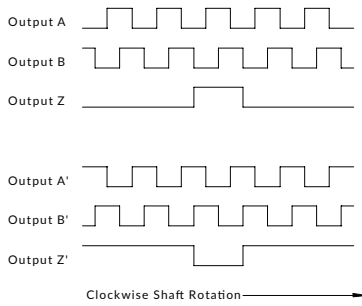 Output A
Output B
Output Z
Output A'
Output B'
Output Z'
Clockwise Shaft Rotation